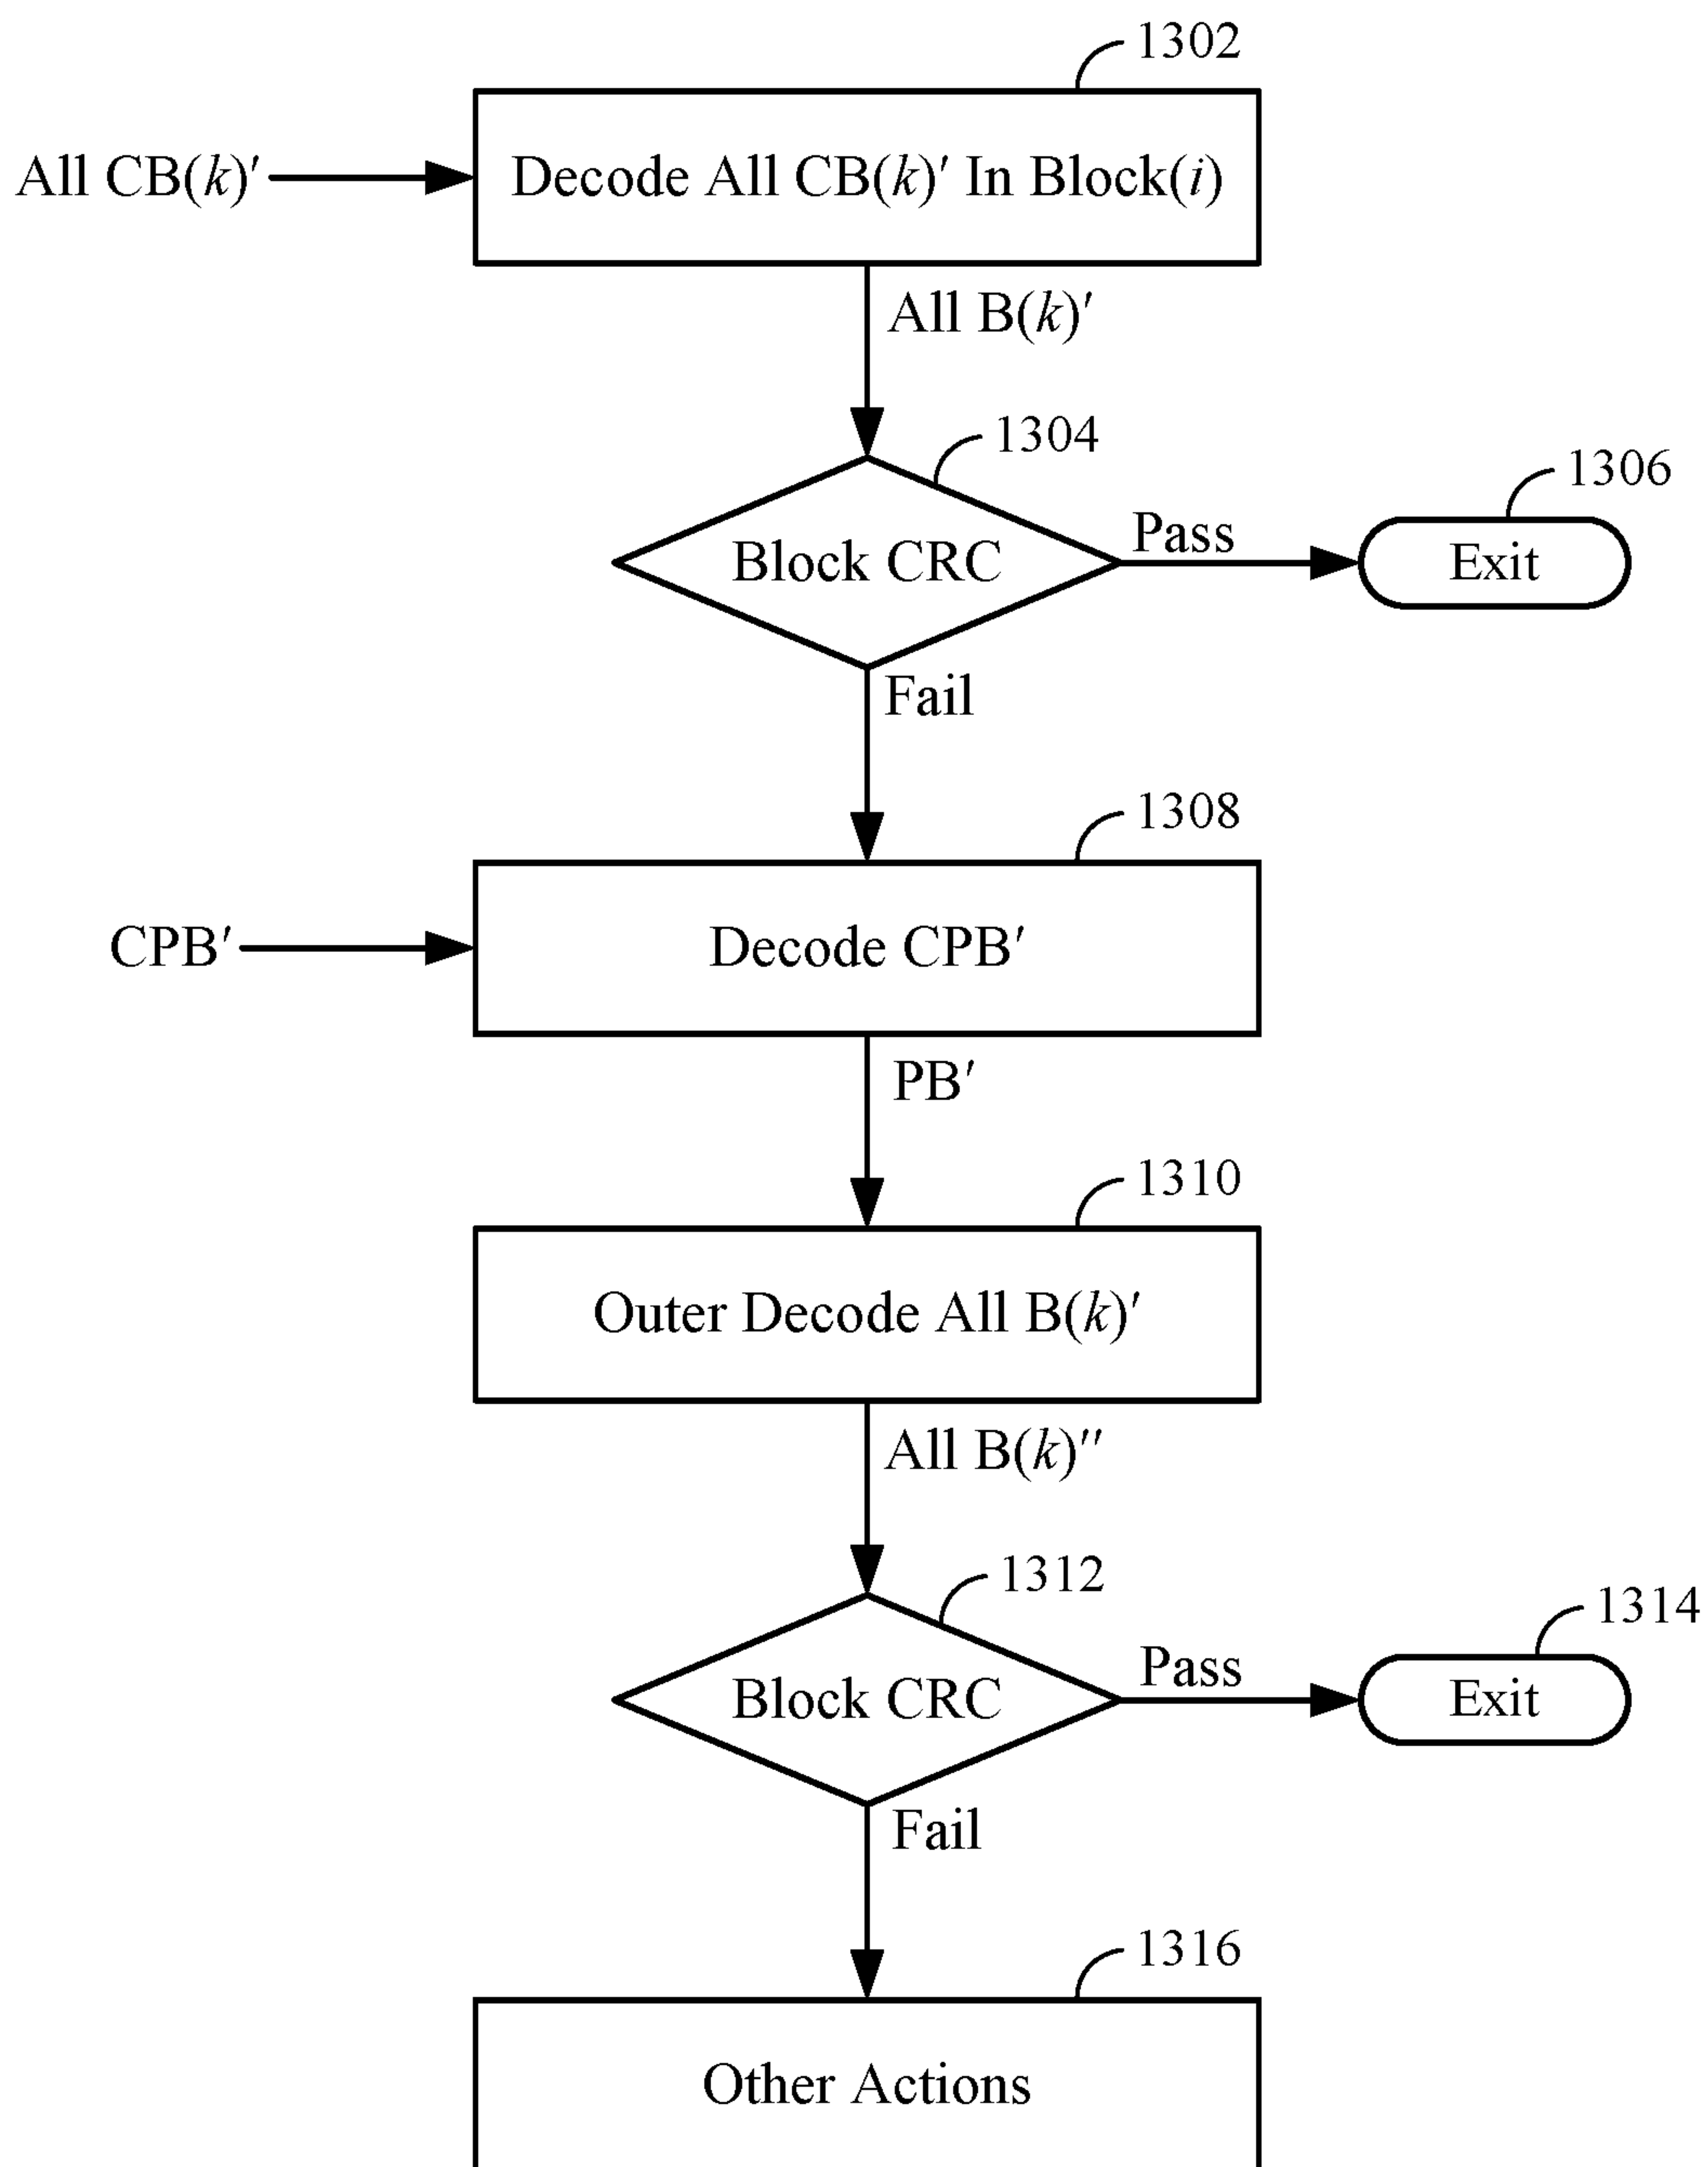 1302
All CB(k)′
Decode All CB(k)′ In Block(i)
All B(k)′
1304
1306
Block CRC
Pass
Exit
Fail
1308
CPB′
Decode CPB′
PB′
1310
Outer Decode All B(k)′
All B(k)′′
1312
1314
Block CRC
Pass
Exit
Fail
1316
Other Actions